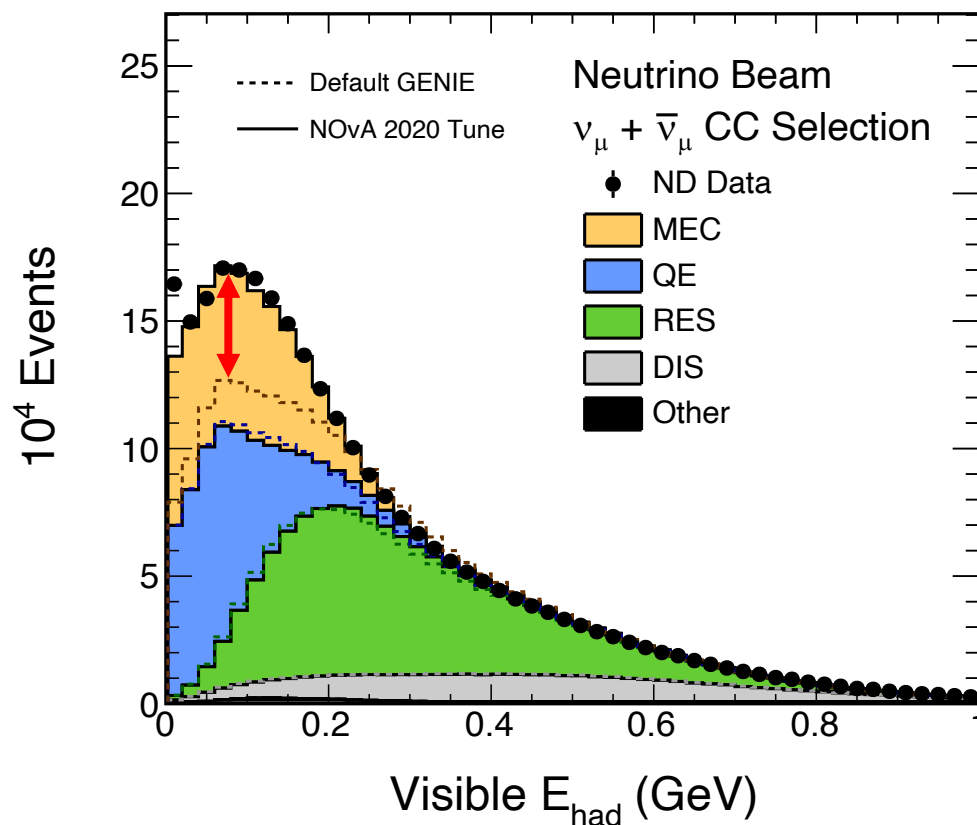 Default GENIE
NOvA 2020 Tune
Neutrino Beam
ν_μ + ν̄_μ CC Selection
ND Data
MEC
QE
RES
DIS
Other
10⁴ Events
25
20
15
10
5
0
0 0.2 0.4 0.6 0.8 1
Visible E_had (GeV)